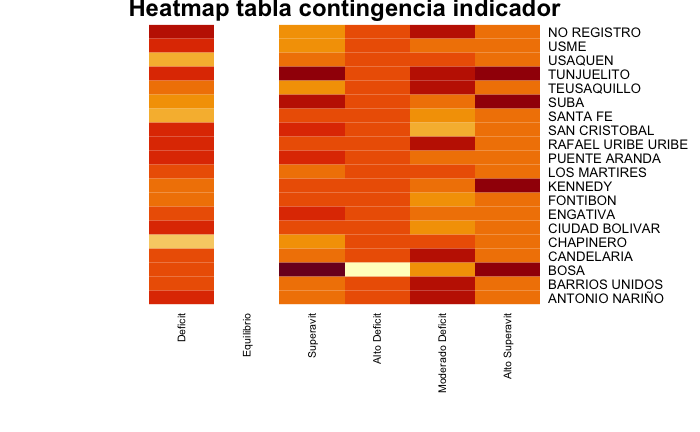 Heatmap tabla contingencia indicador
NO REGISTRO
USME
USAQUEN
TUNJUELITO
TEUSAQUILLO
SUBA
SANTA FE
SAN CRISTOBAL
RAFAEL URIBE URIBE
PUENTE ARANDA
LOS MARTIRES
KENNEDY
FONTIBON
ENGATIVA
CIUDAD BOLIVAR
CHAPINERO
CANDELARIA
BOSA
BARRIOS UNIDOS
ANTONIO NARIÑO
Deficit
Equilibrio
Superavit
Alto Deficit
Moderado Deficit
Alto Superavit